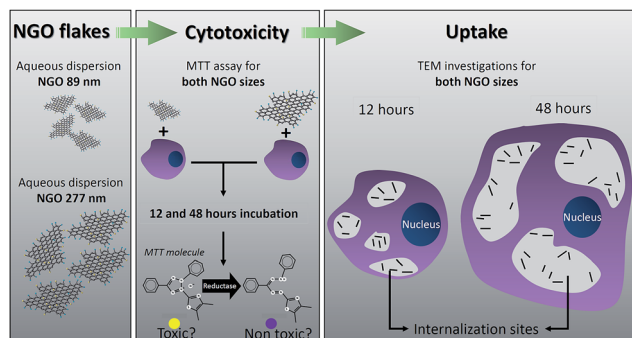 NGO flakes
Aqueous dispersion
NGO 89 nm
Aqueous dispersion
NGO 277 nm
Cytotoxicity
MTT assay for
both NGO sizes
+
+
12 and 48 hours incubation
MTT molecule
Reductase
Toxic?
Non toxic?
Uptake
TEM investigations for
both NGO sizes
12 hours
48 hours
Nucleus
Nucleus
Internalization sites